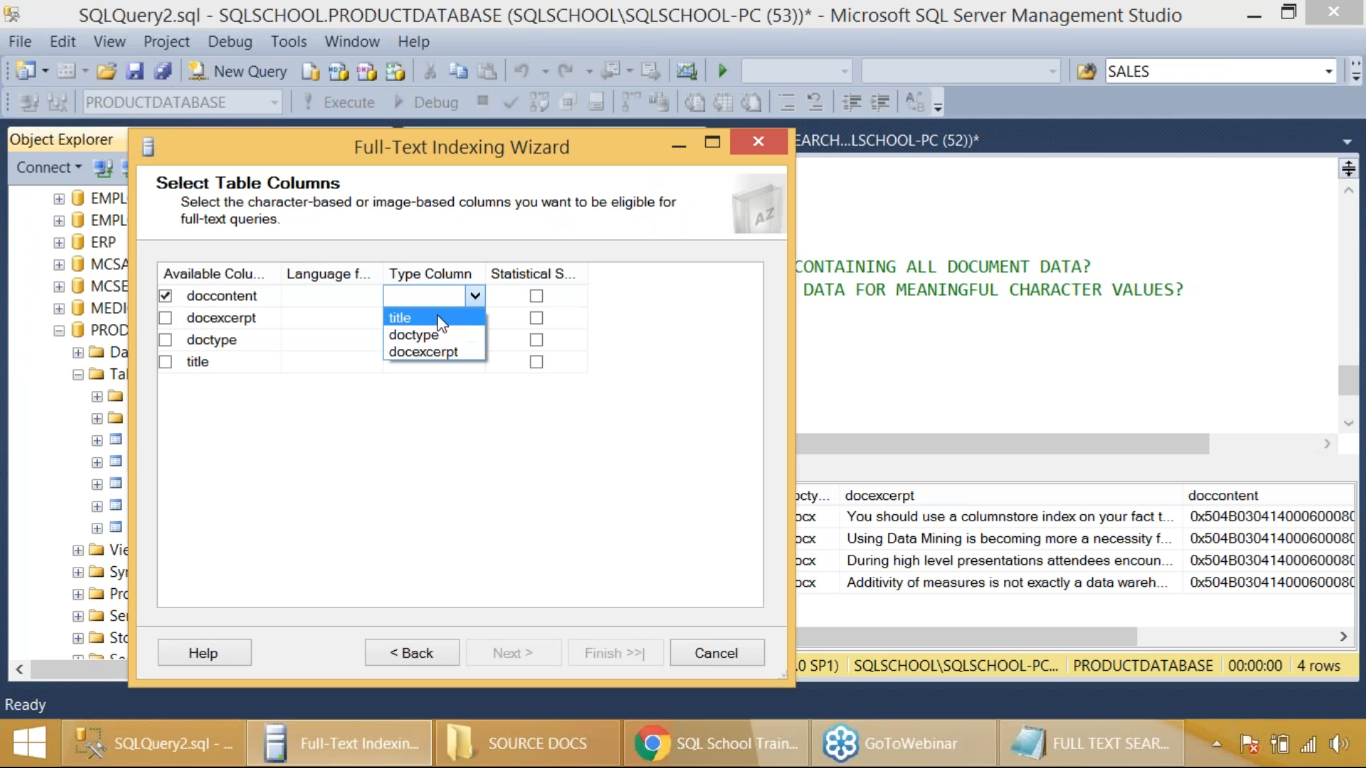 SQLQuery2.sql - SQLSCHOOL.PRODUCTDATABASE (SQLSCHOOL\SQLSCHOOL-PC (53))* - Microsoft SQL Server Management Studio
File Edit View Project Debug Tools Window Help
New Query SALES
PRODUCTDATABASE Execute Debug
Object Explorer
Full-Text Indexing Wizard
EARCH...LSCHOOL-PC (52))*
Connect
Select Table Columns
Select the character-based or image-based columns you want to be eligible for
full-text queries.
EMPL
EMPL
ERP
MCSA
MCSE
MEDI
PROD
Da
Tal
Vie
Syn
Pro
Ser
Sto
Available Colu... Language f... Type Column Statistical S...
doccontent
docexcerpt
doctype
title
title
doctype
docexcerpt
CONTAINING ALL DOCUMENT DATA?
DATA FOR MEANINGFUL CHARACTER VALUES?
octy... docexcerpt doccontent
ocx You should use a columnstore index on your fact t... 0x504B030414000600080
ocx Using Data Mining is becoming more a necessity f... 0x504B030414000600080
ocx During high level presentations attendees encoun... 0x504B030414000600080
ocx Additivity of measures is not exactly a data wareh... 0x504B030414000600080
Help < Back Next > Finish >>| Cancel
.0 SP1) SQLSCHOOL\SQLSCHOOL-PC... PRODUCTDATABASE 00:00:00 4 rows
Ready
SQLQuery2.sql - ... Full-Text Indexin... SOURCE DOCS SQL School Train... GoToWebinar FULL TEXT SEAR...